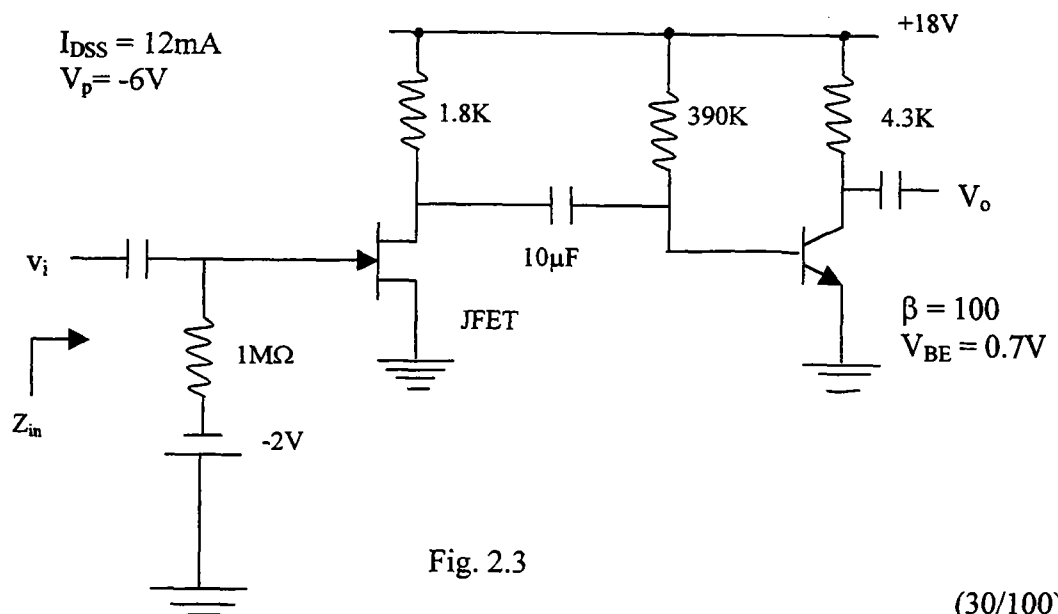 +18V
I_DSS = 12mA
V_p= -6V
1.8K
390K
4.3K
V_o
v_i
10μF
JFET
β = 100
V_BE = 0.7V
1MΩ
Z_in
-2V
Fig. 2.3
(30/100)